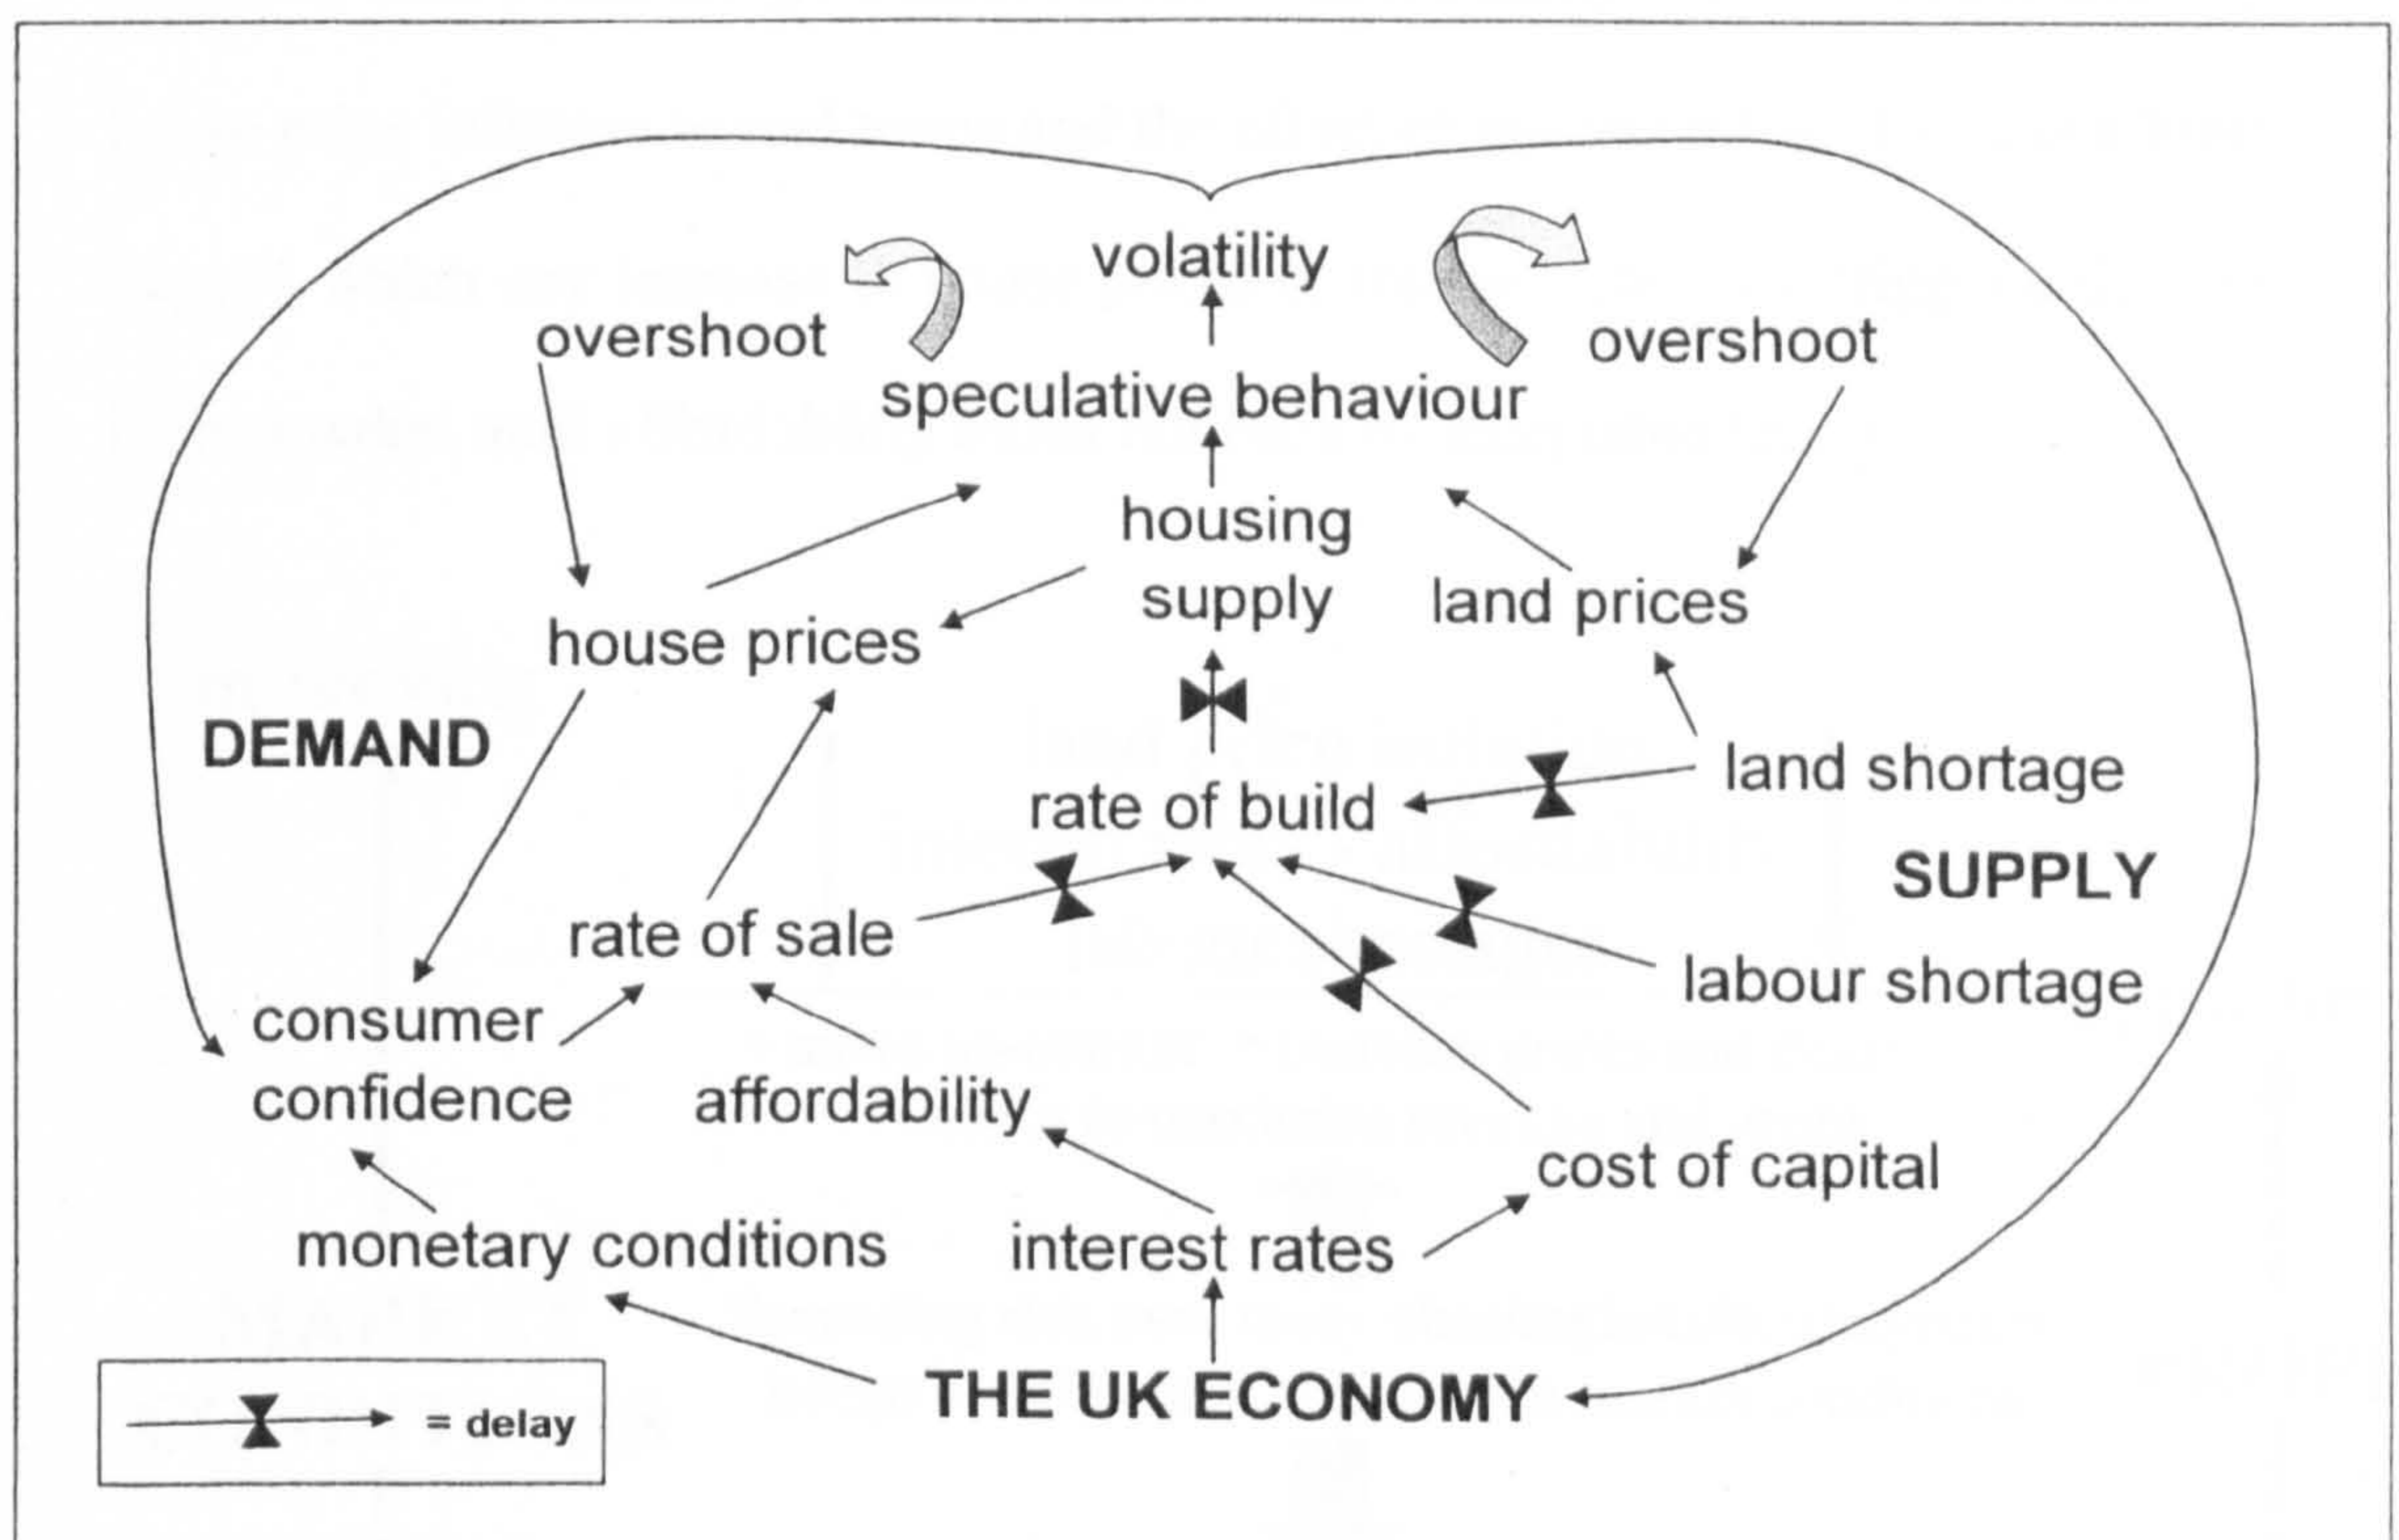 volatility
overshoot
overshoot
speculative behaviour
housing
supply
land prices
house prices
DEMAND
land shortage
rate of build
SUPPLY
rate of sale
labour shortage
consumer
confidence
affordability
cost of capital
monetary conditions
interest rates
THE UK ECONOMY
= delay